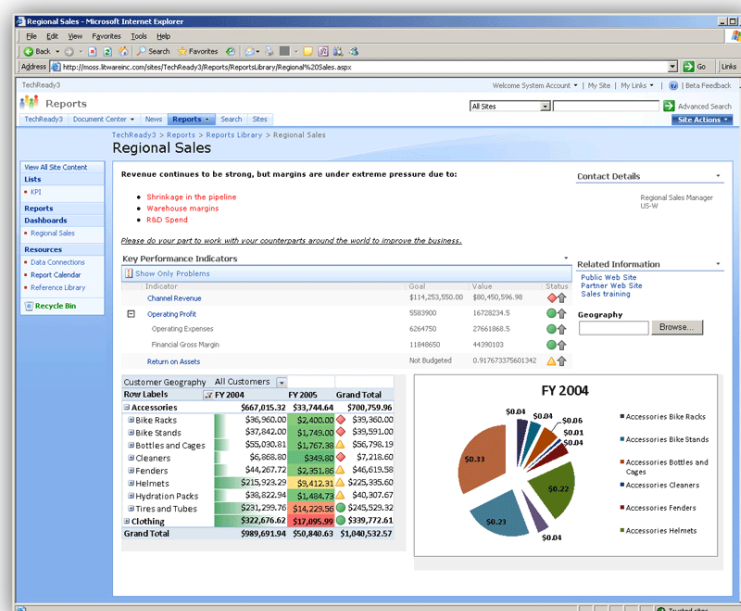 Regional Sales - Microsoft Internet Explorer
File Edit View Favorites Tools Help
Back Search Favorites
Address http://moss.litwareinc.com/sites/TechReady3/Reports/ReportsLibrary/Regional%20Sales.aspx Go Links
TechReady3 Welcome System Account | My Site | My Links | Beta Feedback
Reports All Sites Advanced Search
TechReady3 Document Center News Reports Search Sites Site Actions
TechReady3 > Reports > Reports Library > Regional Sales
Regional Sales
View All Site Content
Lists
KPI
Reports
Dashboards
Regional Sales
Resources
Data Connections
Report Calendar
Reference Library
Recycle Bin
Revenue continues to be strong, but margins are under extreme pressure due to:
Shrinkage in the pipeline
Warehouse margins
R&D Spend
Please do your part to work with your counterparts around the world to improve the business.
Contact Details
Regional Sales Manager
US-W
Key Performance Indicators
Show Only Problems
Indicator Goal Value Status
Channel Revenue $114,253,550.00 $80,450,596.98
Operating Profit 5583900 16728234.5
Operating Expenses 6264750 27661868.5
Financial Gross Margin 11848650 44390103
Return on Assets Not Budgeted 0.917673375601342
Related Information
Public Web Site
Partner Web Site
Sales training
Geography
Browse...
Customer Geography All Customers
Row Labels FY 2004 FY 2005 Grand Total
Accessories $667,015.32 $33,744.64 $700,759.96
Bike Racks $36,960.00 $2,400.00 $39,360.00
Bike Stands $37,842.00 $1,749.00 $39,591.00
Bottles and Cages $55,030.81 $1,767.38 $56,798.19
Cleaners $6,868.80 $349.80 $7,218.60
Fenders $44,267.72 $2,351.86 $46,619.58
Helmets $215,923.29 $9,412.31 $225,335.60
Hydration Packs $38,822.94 $1,484.73 $40,307.67
Tires and Tubes $231,299.76 $14,229.56 $245,529.32
Clothing $322,676.62 $17,095.99 $339,772.61
Grand Total $989,691.94 $50,840.63 $1,040,532.57
FY 2004
$0.04
$0.04
$0.06
$0.01
$0.04
$0.33
$0.22
$0.23
$0.04
Accessories Bike Racks
Accessories Bike Stands
Accessories Bottles and
Cages
Accessories Cleaners
Accessories Fenders
Accessories Helmets
Trusted sites